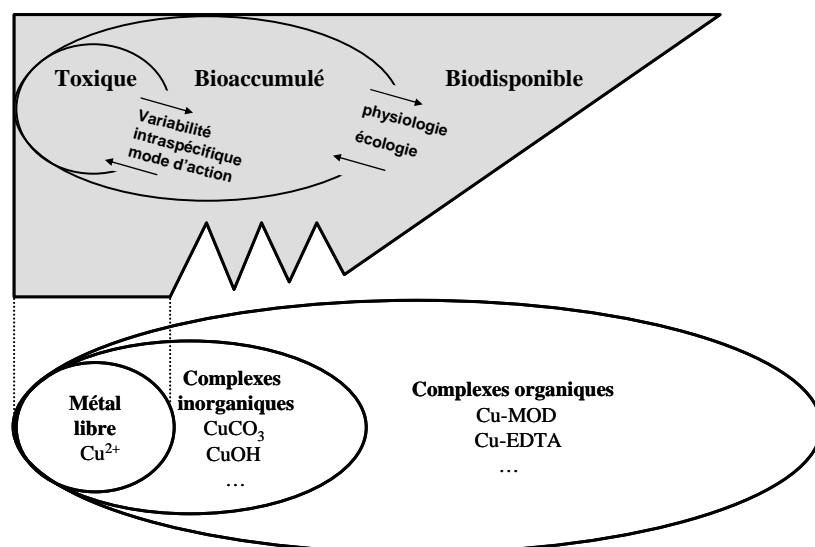 Toxique
Bioaccumulé
Biodisponible
Variabilité
intraspécifique
mode d'action
physiologie
écologie
Métal
libre
Cu²⁺
Complexes
inorganiques
CuCO₃
CuOH
…
Complexes organiques
Cu-MOD
Cu-EDTA
…